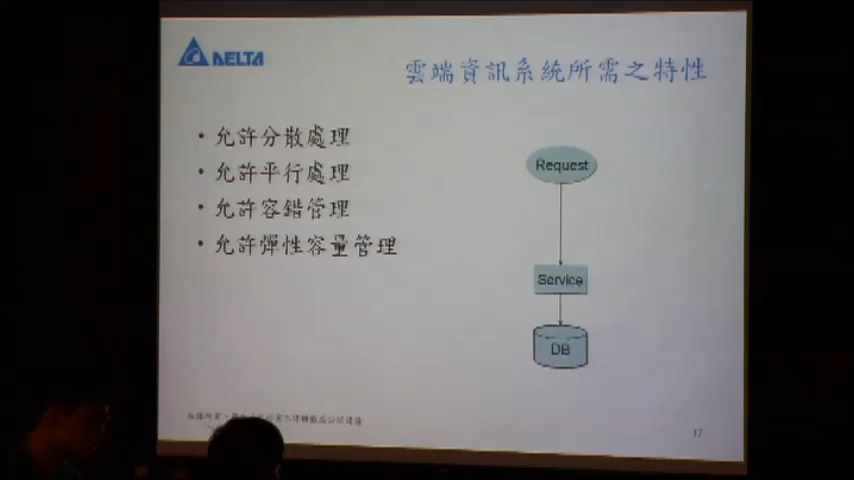 DELTA
雲端資訊系統所需之特性
• 允許分散處理
• 允許平行處理
• 允許容錯管理
• 允許彈性容量管理
Request
Service
DB
17